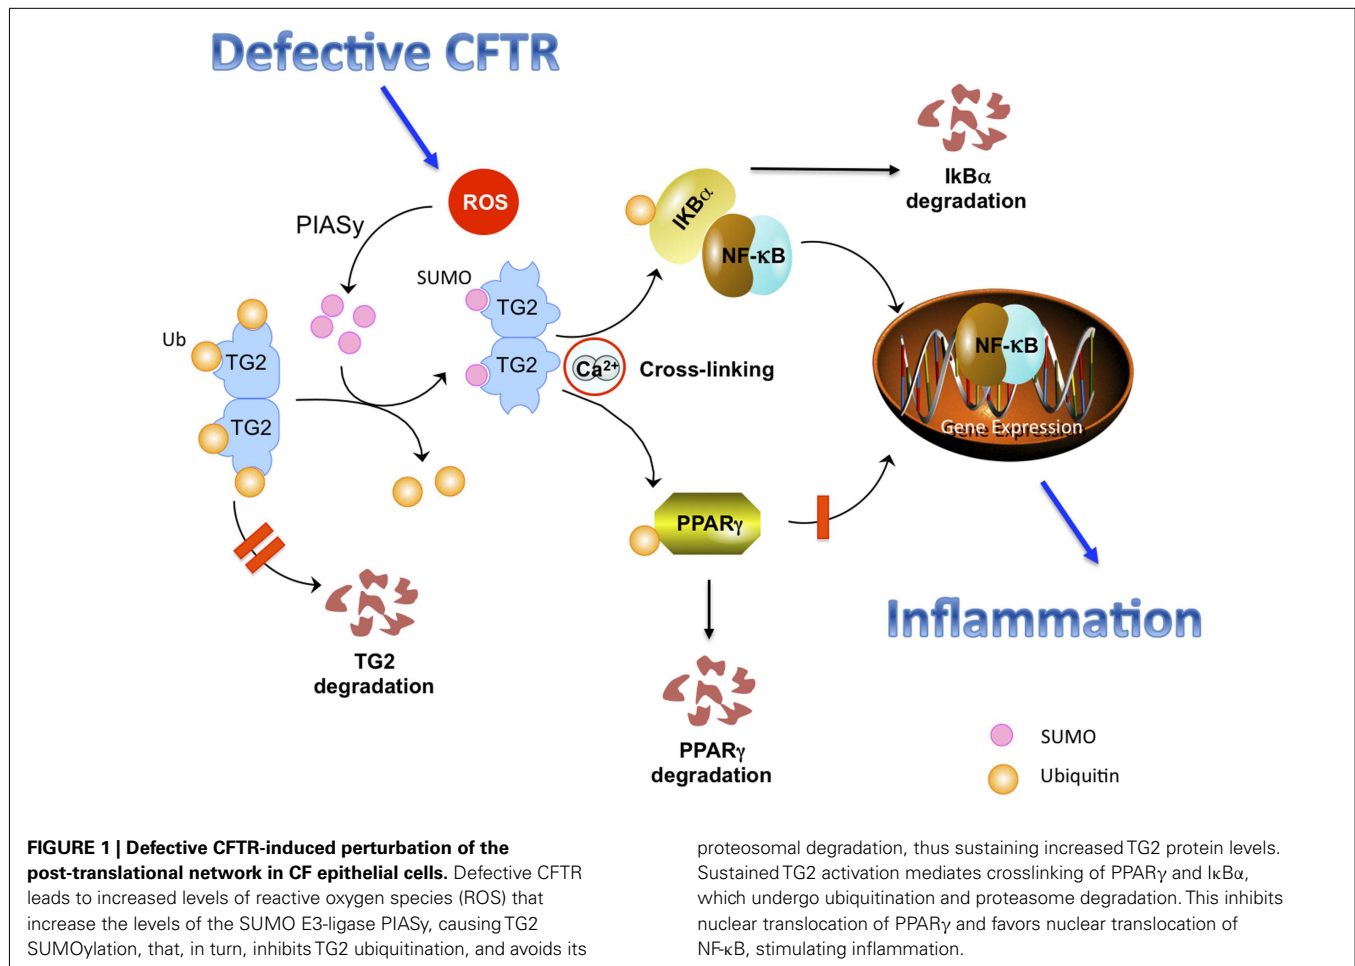 Defective CFTR
ROS
PIASy
SUMO
TG2
TG2
Ca2+
Cross-linking
Ub
TG2
TG2
TG2
degradation
IKBα
NF-κB
IkBα
degradation
NF-κB
Gene Expression
PPARγ
PPARγ
degradation
Inflammation
SUMO
Ubiquitin
FIGURE 1 | Defective CFTR-induced perturbation of the
post-translational network in CF epithelial cells. Defective CFTR
leads to increased levels of reactive oxygen species (ROS) that
increase the levels of the SUMO E3-ligase PIASy, causing TG2
SUMOylation, that, in turn, inhibits TG2 ubiquitination, and avoids its
proteosomal degradation, thus sustaining increased TG2 protein levels.
Sustained TG2 activation mediates crosslinking of PPARγ and IκBα,
which undergo ubiquitination and proteasome degradation. This inhibits
nuclear translocation of PPARγ and favors nuclear translocation of
NF-κB, stimulating inflammation.